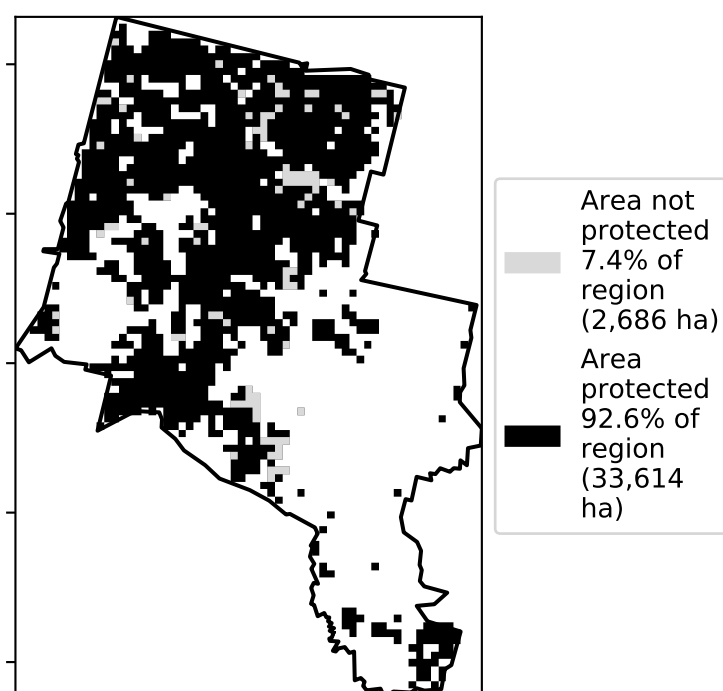 Area not
protected
7.4% of
region
(2,686 ha)
Area
protected
92.6% of
region
(33,614
ha)